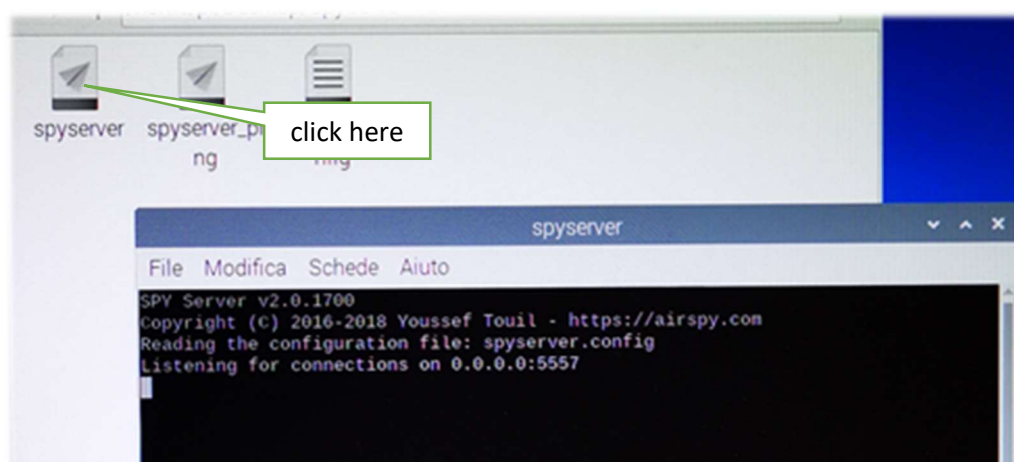 spyserver
spyserver_pi
ng
click here
SPY Server v2.0.1700
spyserver
File Modifica Schede Aiuto
Copyright (C) 2016-2018 Youssef Touil - https://airspy.com
Reading the configuration file: spyserver.config
Listening for connections on 0.0.0.0:5557